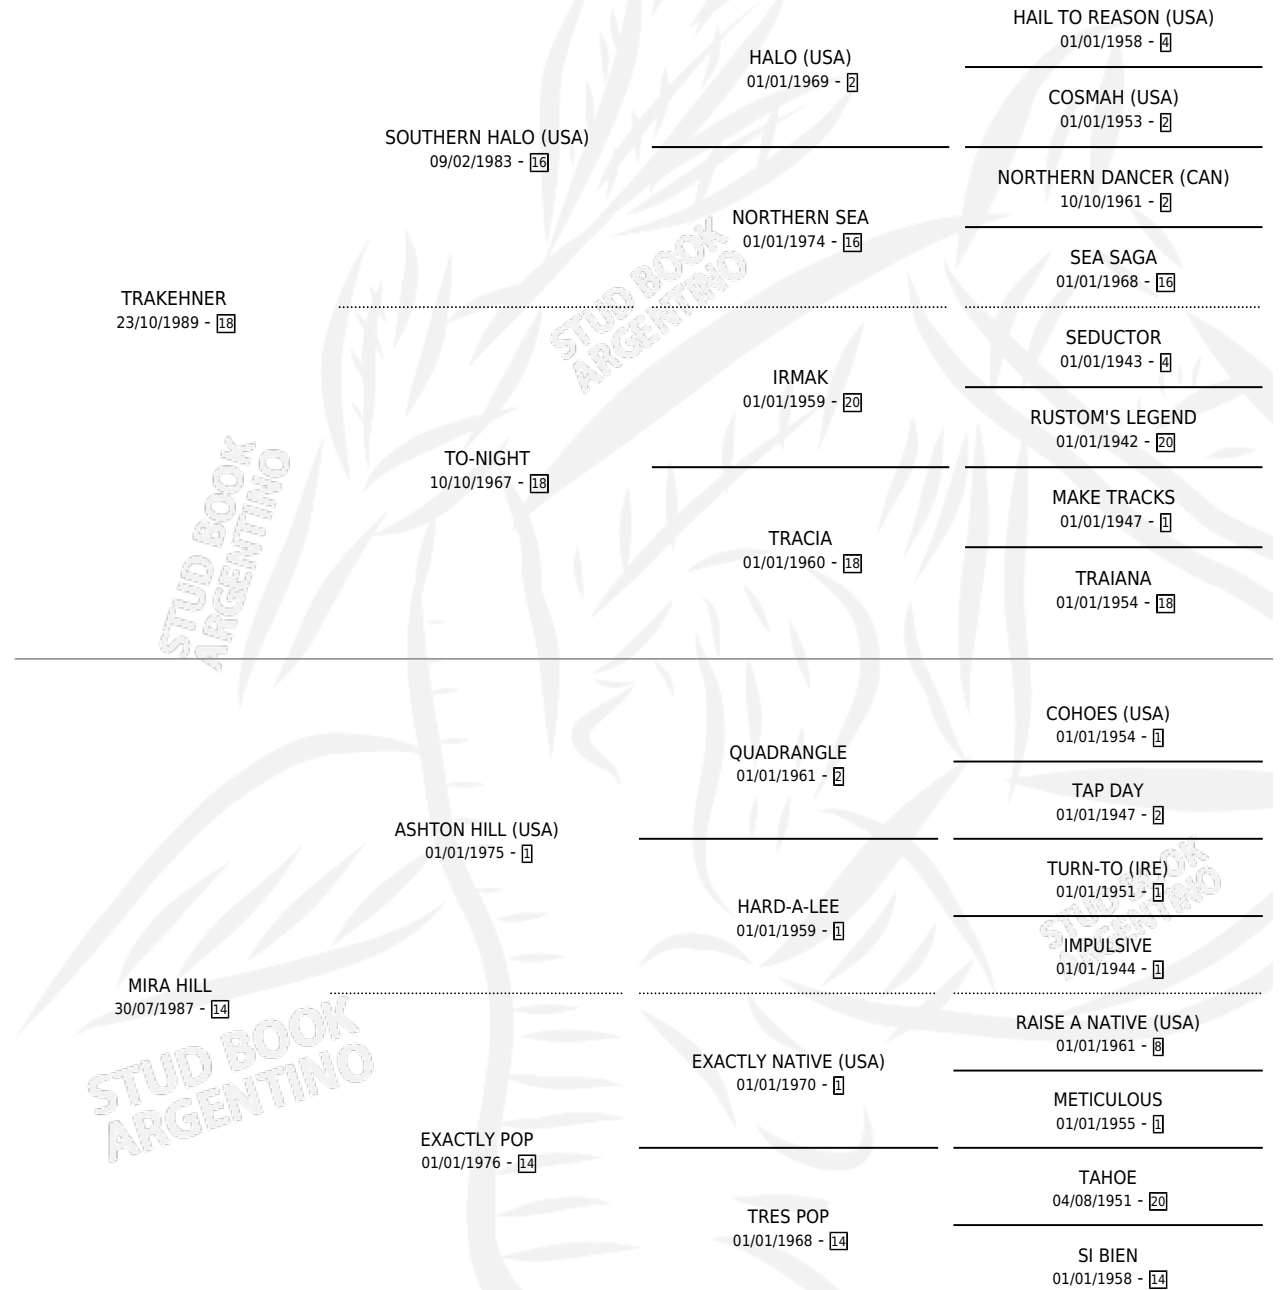 HAIL TO REASON (USA)
01/01/1958 - 4
HALO (USA)
01/01/1969 - 2
COSMAH (USA)
01/01/1953 - 2
SOUTHERN HALO (USA)
09/02/1983 - 16
NORTHERN DANCER (CAN)
10/10/1961 - 2
NORTHERN SEA
01/01/1974 - 16
SEA SAGA
01/01/1968 - 16
STUD BOOK
ARGENTINO
TRAKEHNER
23/10/1989 - 18
SEDUCTOR
01/01/1943 - 4
IRMAK
01/01/1959 - 20
RUSTOM'S LEGEND
01/01/1942 - 20
TO-NIGHT
10/10/1967 - 18
MAKE TRACKS
01/01/1947 - 1
TRACIA
01/01/1960 - 18
TRAIANA
01/01/1954 - 18
STUD BOOK
ARGENTINO
COHOES (USA)
01/01/1954 - 1
QUADRANGLE
01/01/1961 - 2
TAP DAY
01/01/1947 - 2
ASHTON HILL (USA)
01/01/1975 - 1
TURN-TO (IRE)
01/01/1951 - 1
HARD-A-LEE
01/01/1959 - 1
IMPULSIVE
01/01/1944 - 1
STUD BOOK
ARGENTINO
MIRA HILL
30/07/1987 - 14
RAISE A NATIVE (USA)
01/01/1961 - 8
EXACTLY NATIVE (USA)
01/01/1970 - 1
METICULOUS
01/01/1955 - 1
STUD BOOK
ARGENTINO
EXACTLY POP
01/01/1976 - 14
TAHOE
04/08/1951 - 20
TRES POP
01/01/1968 - 14
SI BIEN
01/01/1958 - 14